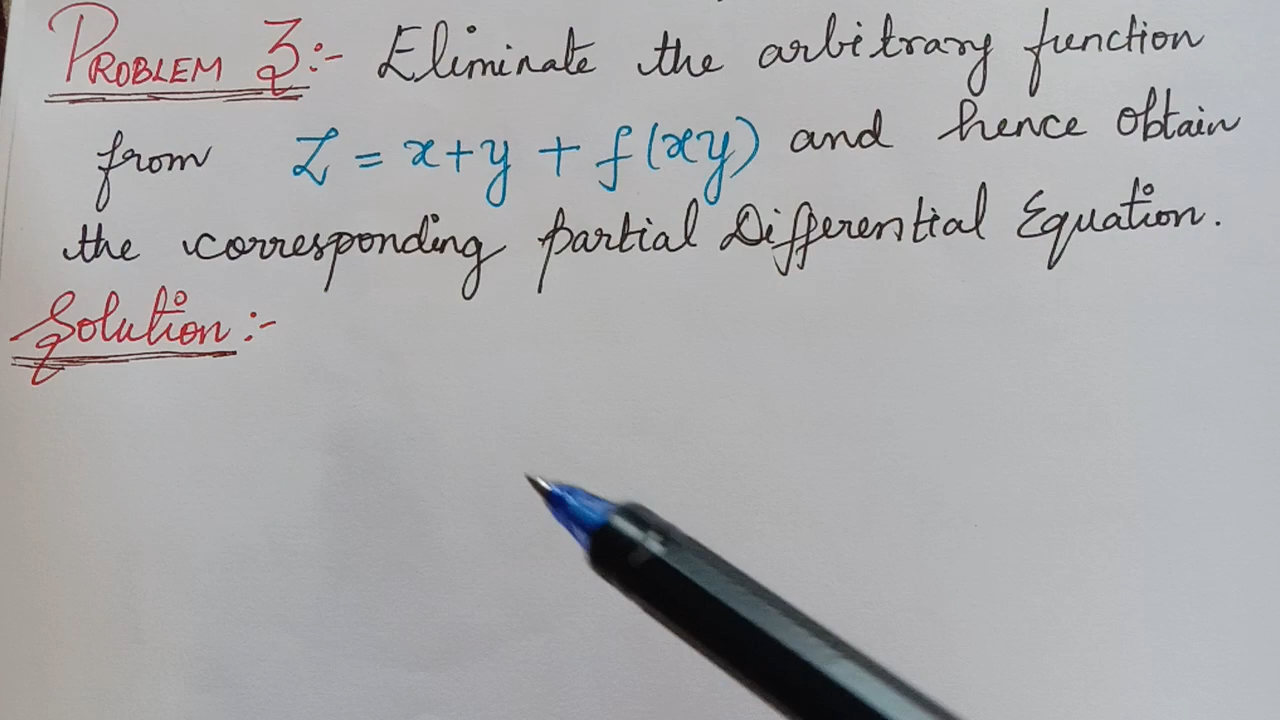 PROBLEM 3:- Eliminate the arbitrary function
from Z = x+y + f(xy) and hence obtain
the corresponding partial Differential Equation.
Solution:-